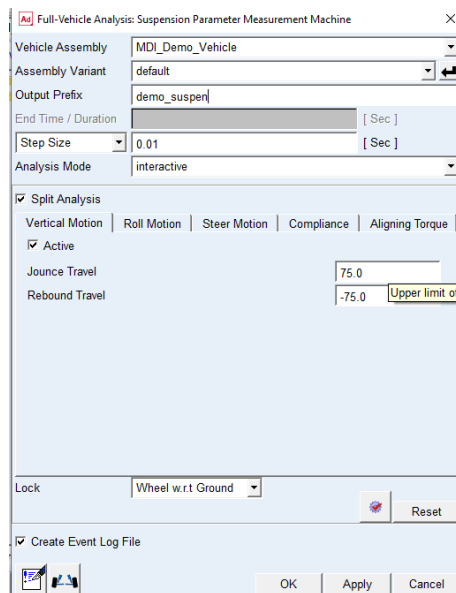 Ad Full-Vehicle Analysis: Suspension Parameter Measurement Machine
Vehicle Assembly MDI_Demo_Vehicle
Assembly Variant default
Output Prefix demo_suspen
End Time / Duration [ Sec ]
Step Size 0.01 [ Sec ]
Analysis Mode interactive
Split Analysis
Vertical Motion Roll Motion Steer Motion Compliance Aligning Torque
Active
Jounce Travel 75.0
Rebound Travel -75.0 Upper limit of
Lock Wheel w.r.t Ground
Reset
Create Event Log File
OK Apply Cancel